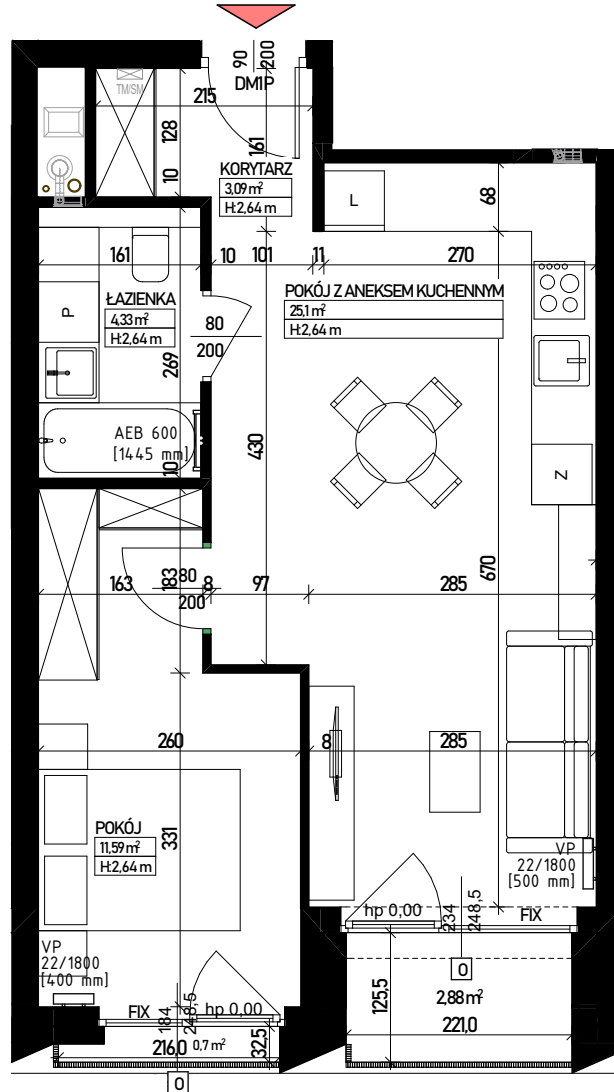 90
200
DM1P
TM/SM
215
128
161
10
KORYTARZ
3,09 m²
H:2,64 m
L
68
161
10
101
11
270
ŁAZIENKA
4,33 m²
H:2,64 m
P
POKÓJ Z ANEKSEM KUCHENNYM
25,1 m²
H:2,64 m
80
200
269
AEB 600
[1445 mm]
10
430
Z
163
183
80
200
8
97
285
670
260
8
285
POKÓJ
11,59 m²
H:2,64 m
331
VP
22/1800
[500 mm]
hp 0,00
234
248,5
FIX
VP
22/1800
[400 mm]
FIX
184
248,5
hp 0,00
125,5
0
2,88 m²
221,0
216,0
0,7 m²
32,5
0